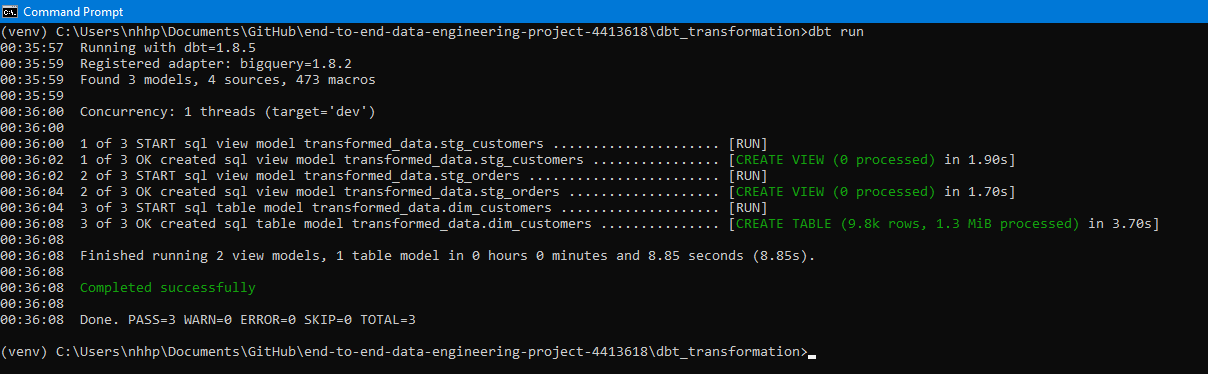 Command Prompt
(venv) C:\Users\nhhp\Documents\GitHub\end-to-end-data-engineering-project-4413618\dbt_transformation>dbt run
00:35:57  Running with dbt=1.8.5
00:35:59  Registered adapter: bigquery=1.8.2
00:35:59  Found 3 models, 4 sources, 473 macros
00:35:59
00:36:00  Concurrency: 1 threads (target='dev')
00:36:00
00:36:00  1 of 3 START sql view model transformed_data.stg_customers ..................... [RUN]
00:36:02  1 of 3 OK created sql view model transformed_data.stg_customers ................ [CREATE VIEW (0 processed) in 1.90s]
00:36:02  2 of 3 START sql view model transformed_data.stg_orders ........................ [RUN]
00:36:04  2 of 3 OK created sql view model transformed_data.stg_orders ................... [CREATE VIEW (0 processed) in 1.70s]
00:36:04  3 of 3 START sql table model transformed_data.dim_customers .................... [RUN]
00:36:08  3 of 3 OK created sql table model transformed_data.dim_customers ............... [CREATE TABLE (9.8k rows, 1.3 MiB processed) in 3.70s]
00:36:08
00:36:08  Finished running 2 view models, 1 table model in 0 hours 0 minutes and 8.85 seconds (8.85s).
00:36:08
00:36:08  Completed successfully
00:36:08
00:36:08  Done. PASS=3 WARN=0 ERROR=0 SKIP=0 TOTAL=3
(venv) C:\Users\nhhp\Documents\GitHub\end-to-end-data-engineering-project-4413618\dbt_transformation>